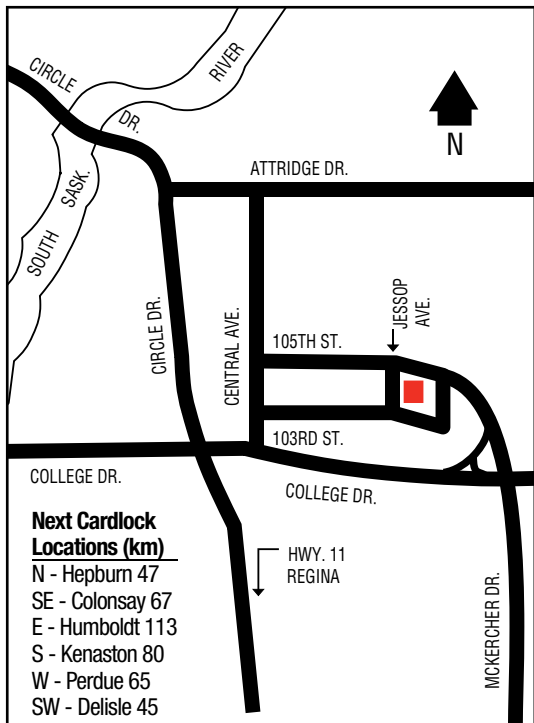 CIRCLE
DR.
RIVER
SASK.
SOUTH
N
ATTRIDGE DR.
CIRCLE DR.
CENTRAL AVE.
JESSOP
AVE.
105TH ST.
103RD ST.
COLLEGE DR.
COLLEGE DR.
HWY. 11
REGINA
MCKERCHER DR.
Next Cardlock
Locations (km)
N - Hepburn 47
SE - Colonsay 67
E - Humboldt 113
S - Kenaston 80
W - Perdue 65
SW - Delisle 45